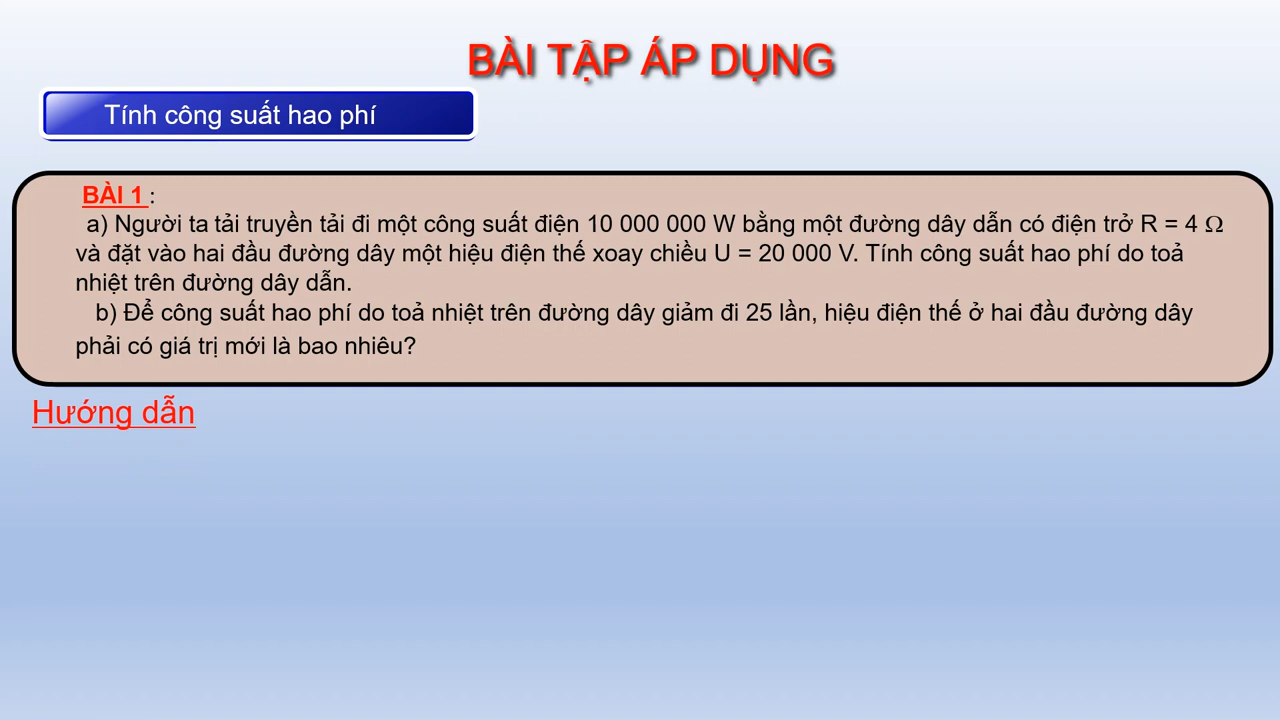 BÀI TẬP ÁP DỤNG
Tính công suất hao phí
BÀI 1 :
a) Người ta tải truyền tải đi một công suất điện 10 000 000 W bằng một đường dây dẫn có điện trở R = 4 Ω
và đặt vào hai đầu đường dây một hiệu điện thế xoay chiều U = 20 000 V. Tính công suất hao phí do toả
nhiệt trên đường dây dẫn.
b) Để công suất hao phí do toả nhiệt trên đường dây giảm đi 25 lần, hiệu điện thế ở hai đầu đường dây
phải có giá trị mới là bao nhiêu?
Hướng dẫn